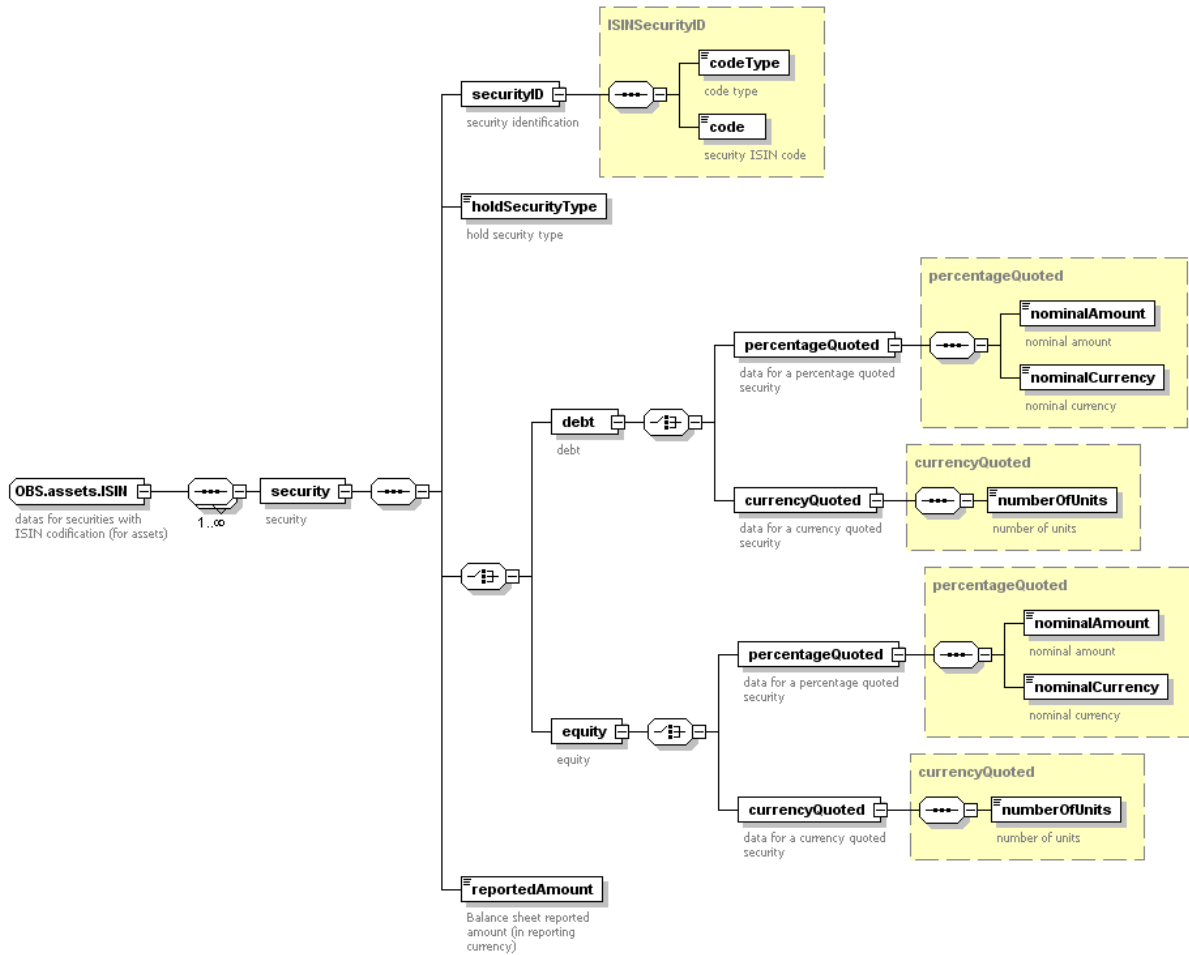 ISINSecurityID
codeType
code type
securityID
security identification
code
security ISIN code
holdSecurityType
hold security type
percentageQuoted
nominalAmount
nominal amount
percentageQuoted
data for a percentage quoted
security
nominalCurrency
nominal currency
debt
debt
currencyQuoted
numberOfUnits
number of units
currencyQuoted
data for a currency quoted
security
OBS.assets.ISIN
datas for securities with
ISIN codification (for assets)
1..∞
security
security
percentageQuoted
nominalAmount
nominal amount
percentageQuoted
data for a percentage quoted
security
nominalCurrency
nominal currency
equity
equity
currencyQuoted
numberOfUnits
number of units
currencyQuoted
data for a currency quoted
security
reportedAmount
Balance sheet reported
amount (in reporting
currency)